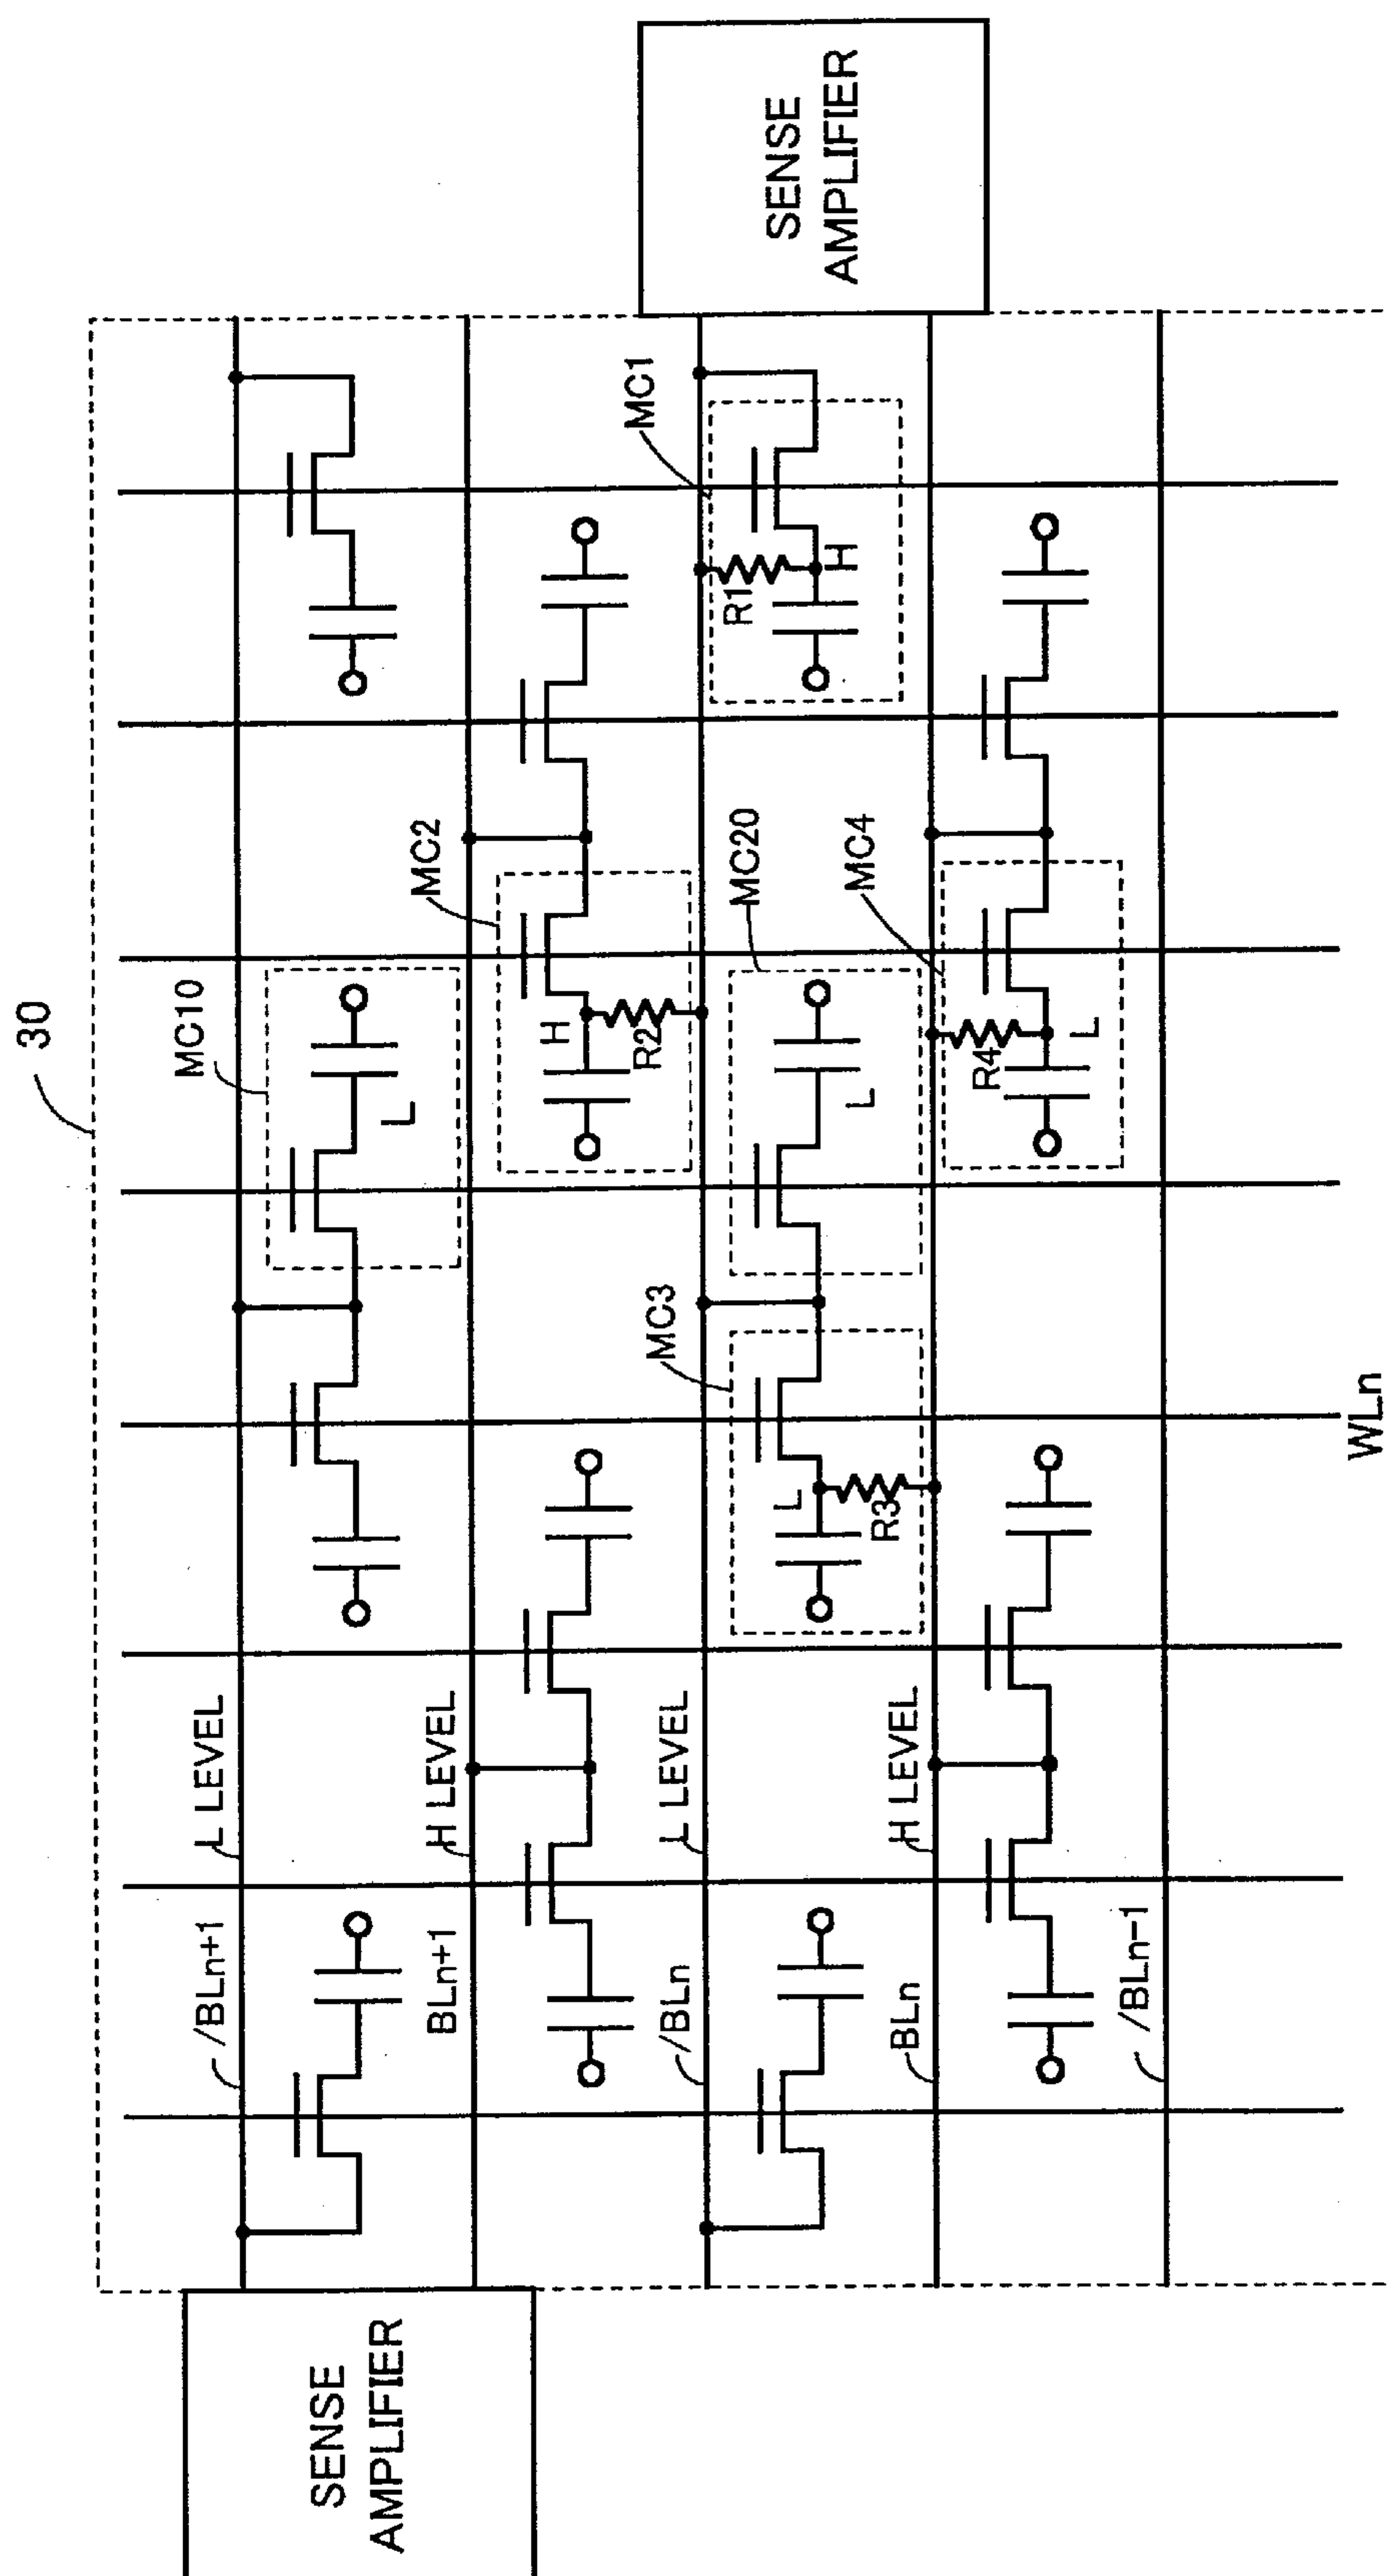 30
SENSE
AMPLIFIER
MC1
R1
H
MC2
H
R2
MC20
L
MC4
R4
L
MC10
L
MC3
L
R3
L LEVEL
H LEVEL
L LEVEL
H LEVEL
/BLn+1
BLn+1
/BLn
BLn
/BLn-1
WLn
SENSE
AMPLIFIER